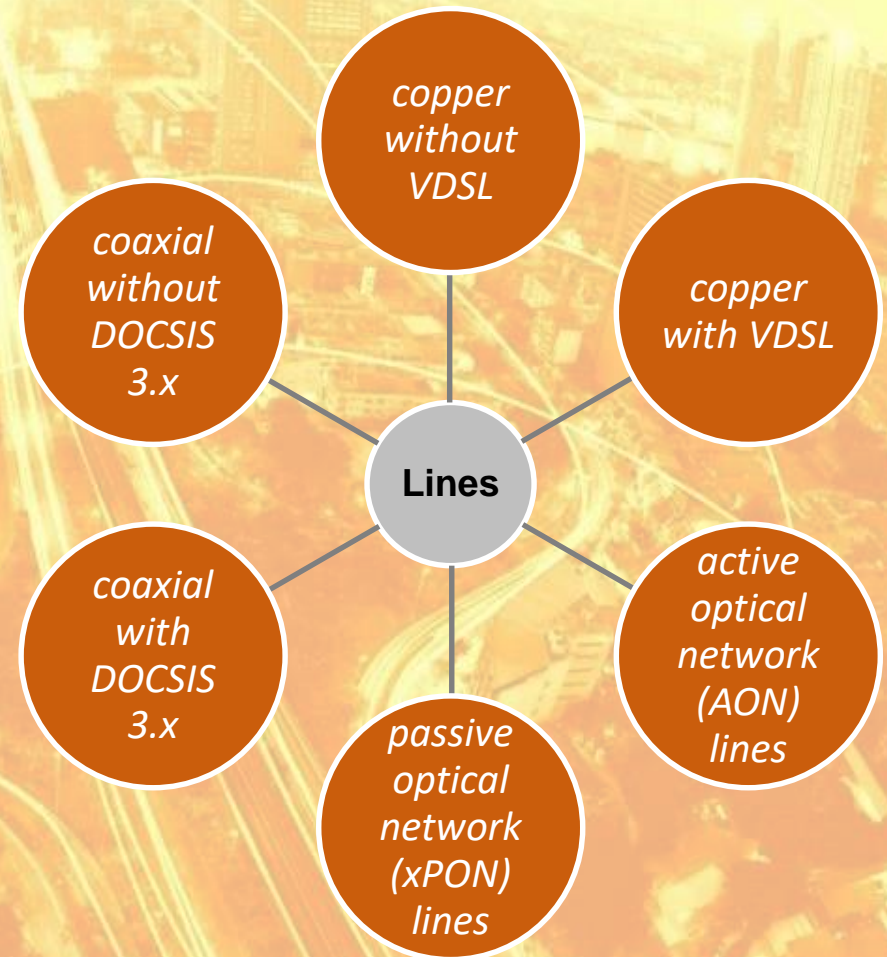 copper
without
VDSL
copper
with VDSL
active
optical
network
(AON)
lines
passive
optical
network
(xPON)
lines
coaxial
with
DOCSIS
3.x
coaxial
without
DOCSIS
3.x
Lines